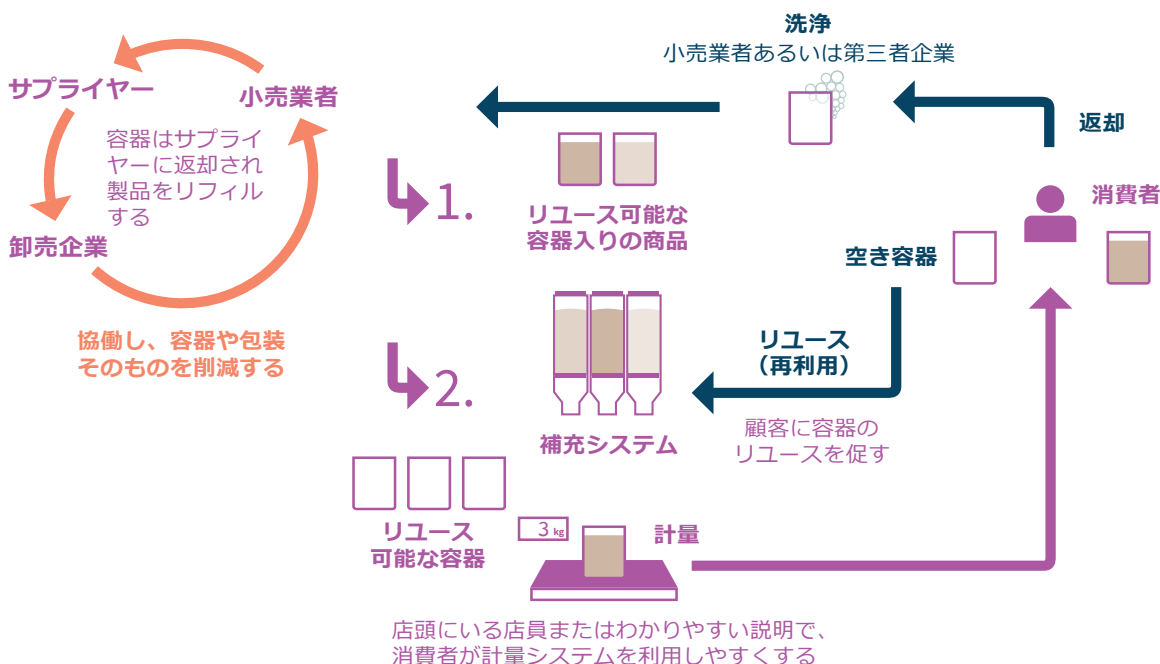 洗浄
小売業者あるいは第三者企業
サプライヤー
小売業者
容器はサプライ
ヤーに返却され
製品をリフィル
する
卸売企業
協働し、容器や包装
そのものを削減する
1.
リユース可能な
容器入りの商品
返却
消費者
空き容器
リユース
（再利用）
顧客に容器の
リユースを促す
2.
補充システム
リユース
可能な容器
3 kg
計量
店頭にいる店員またはわかりやすい説明で、
消費者が計量システムを利用しやすくする